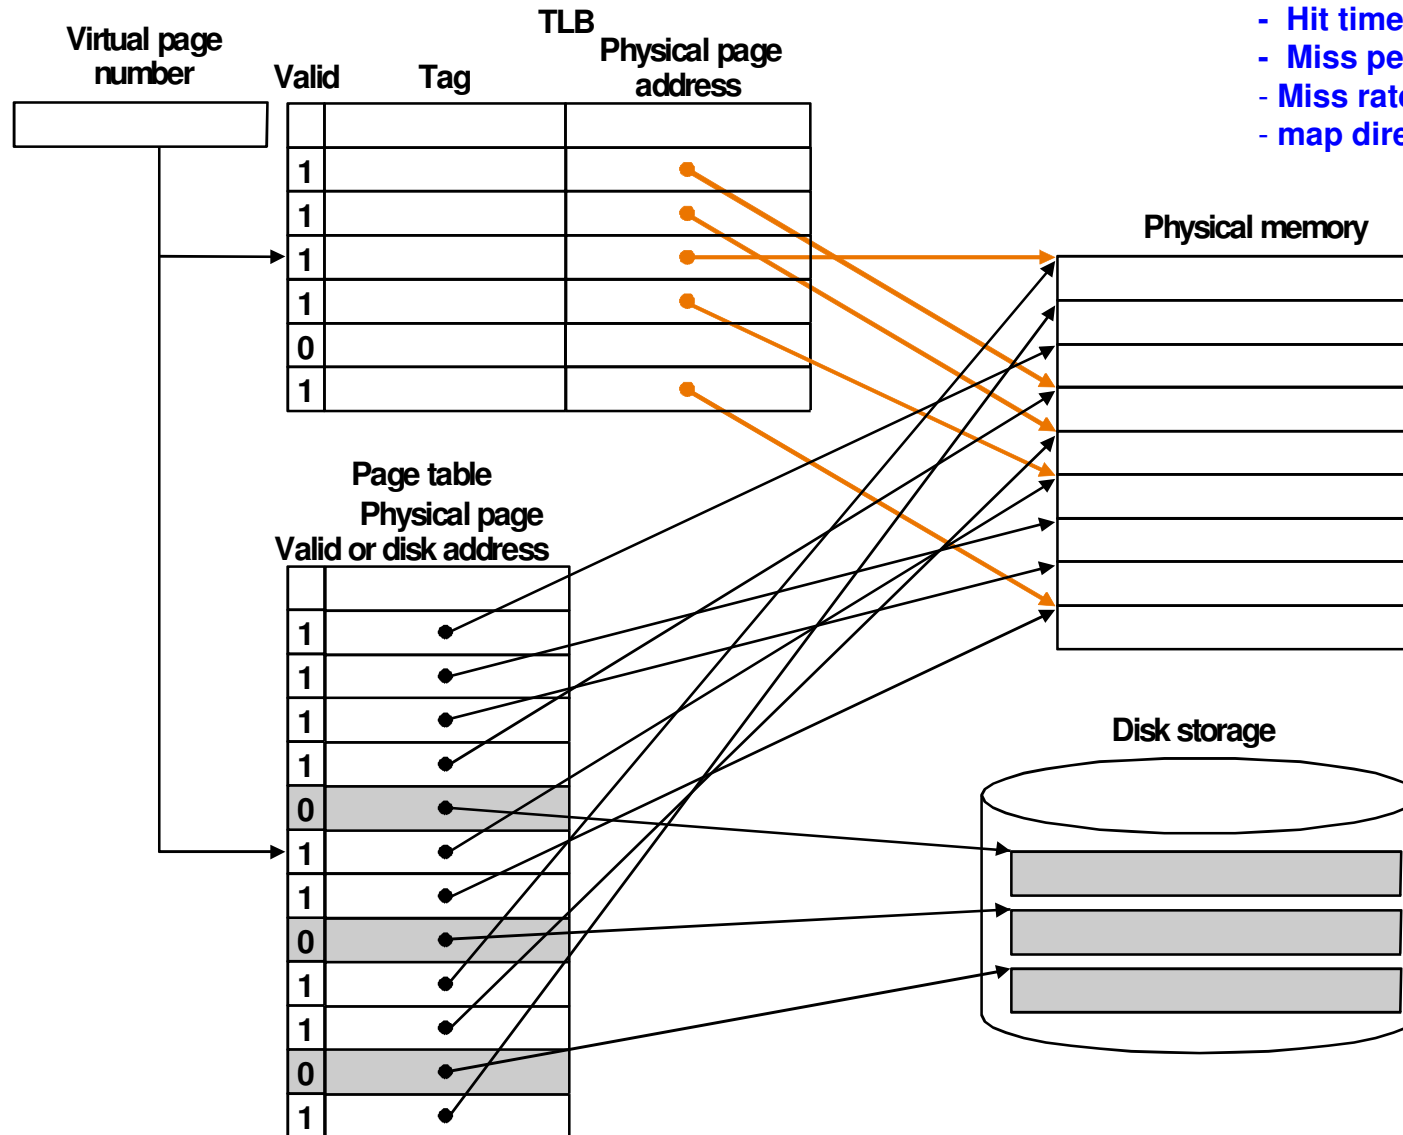 TLB
Virtual page
number
Valid
Tag
Physical page
address
1
1
1
1
0
1
- Hit time
- Miss pe
- Miss rate
- map dire
Physical memory
Page table
Physical page
Valid or disk address
1
1
1
1
0
1
1
0
1
1
0
1
Disk storage